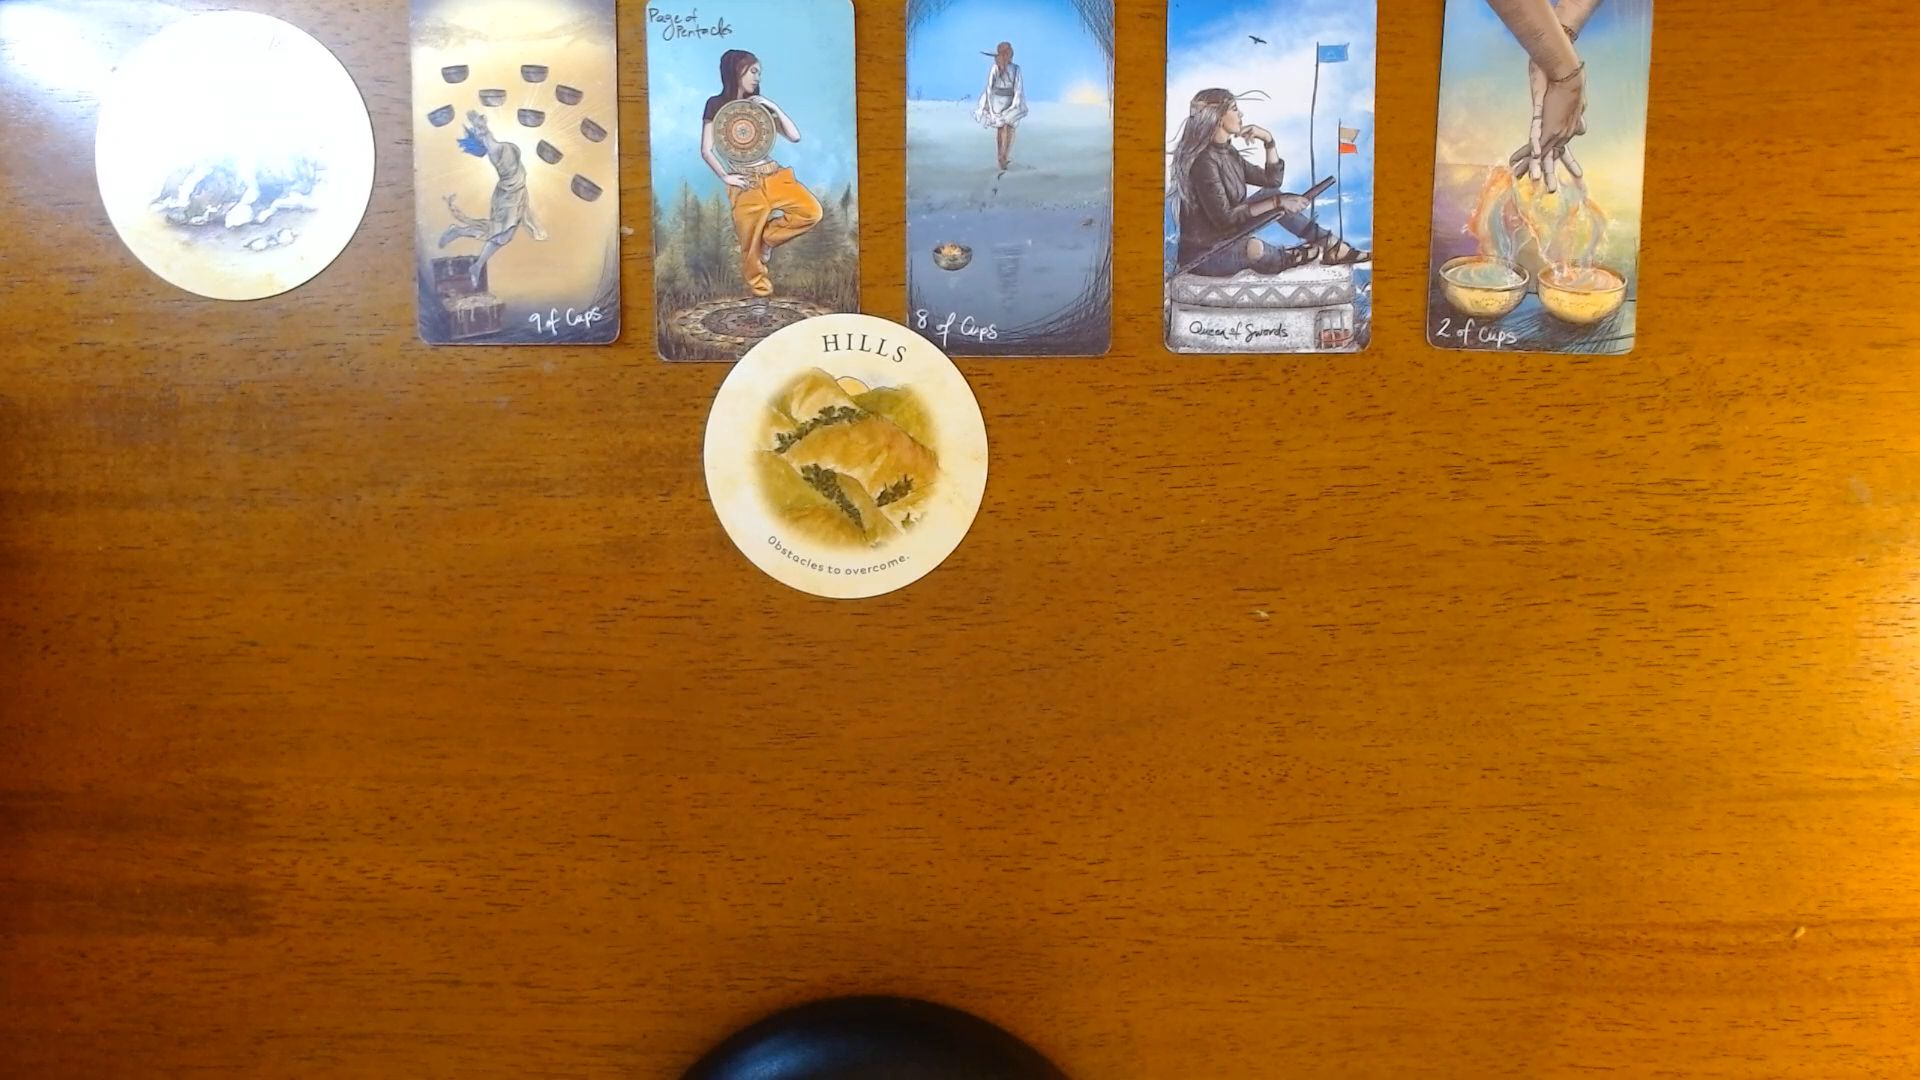 9 of Cups
Page of
Pentacles
8 of Cups
Queen of Swords
2 of Cups
HILLS
Obstacles to overcome.